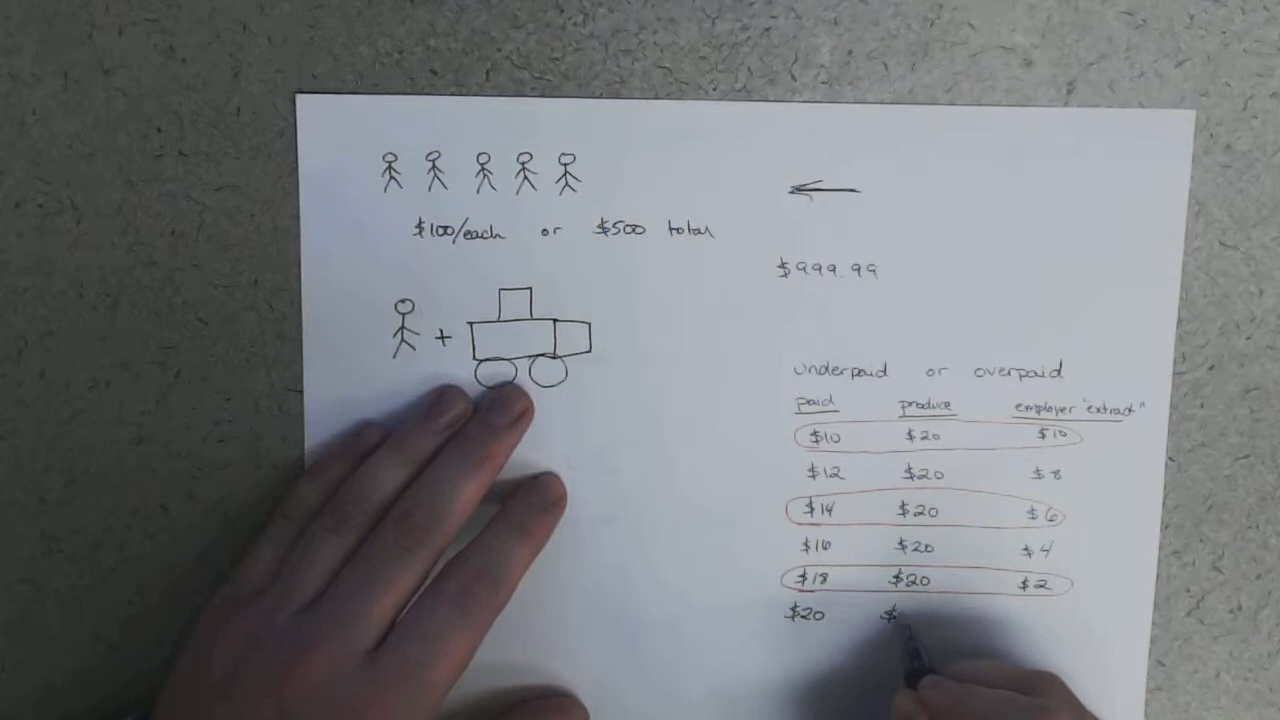 $100/each or $500 total
$999.99
underpaid or overpaid
paid produce employer "extract"
$10 $20 $10
$12 $20 $8
$14 $20 $6
$16 $20 $4
$18 $20 $2
$20 $